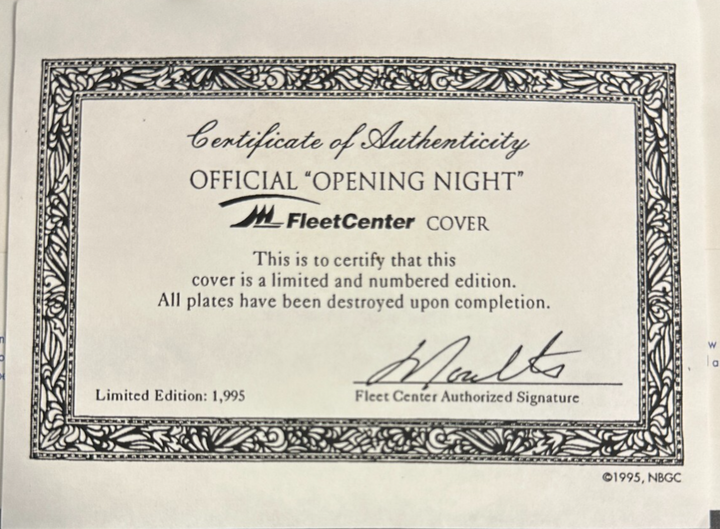 Certificate of Authenticity
OFFICIAL “OPENING NIGHT”
FleetCenter COVER
This is to certify that this
cover is a limited and numbered edition.
All plates have been destroyed upon completion.
Limited Edition: 1,995
Fleet Center Authorized Signature
©1995, NBGC